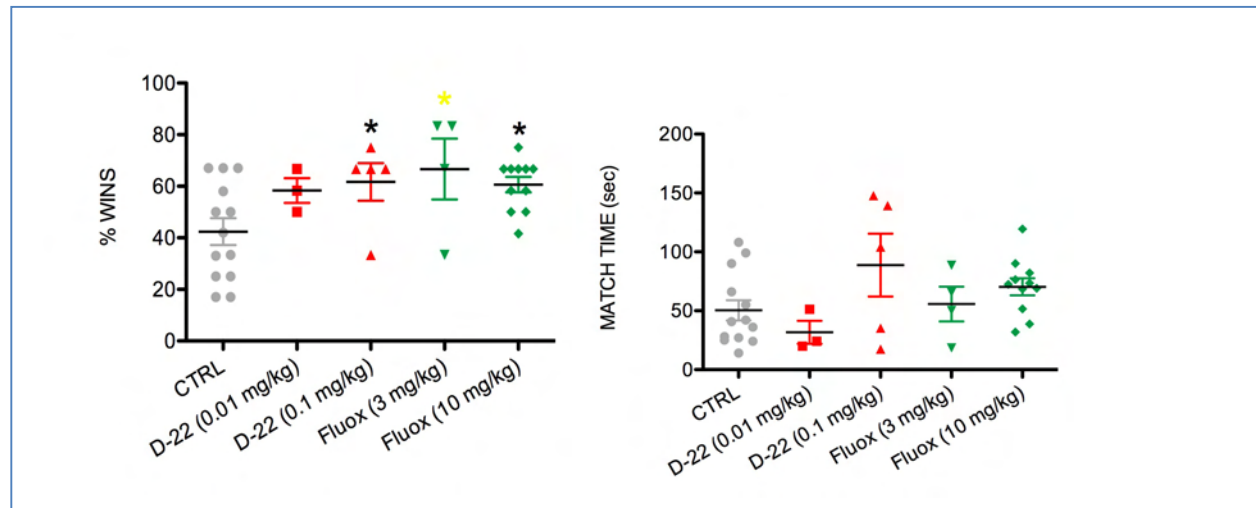 100
80
60
40
20
0
% WINS
*
*
*
CTRL
D-22 (0.01 mg/kg)
D-22 (0.1 mg/kg)
Fluox (3 mg/kg)
Fluox (10 mg/kg)
200
150
100
50
0
MATCH TIME (sec)
CTRL
D-22 (0.01 mg/kg)
D-22 (0.1 mg/kg)
Fluox (3 mg/kg)
Fluox (10 mg/kg)